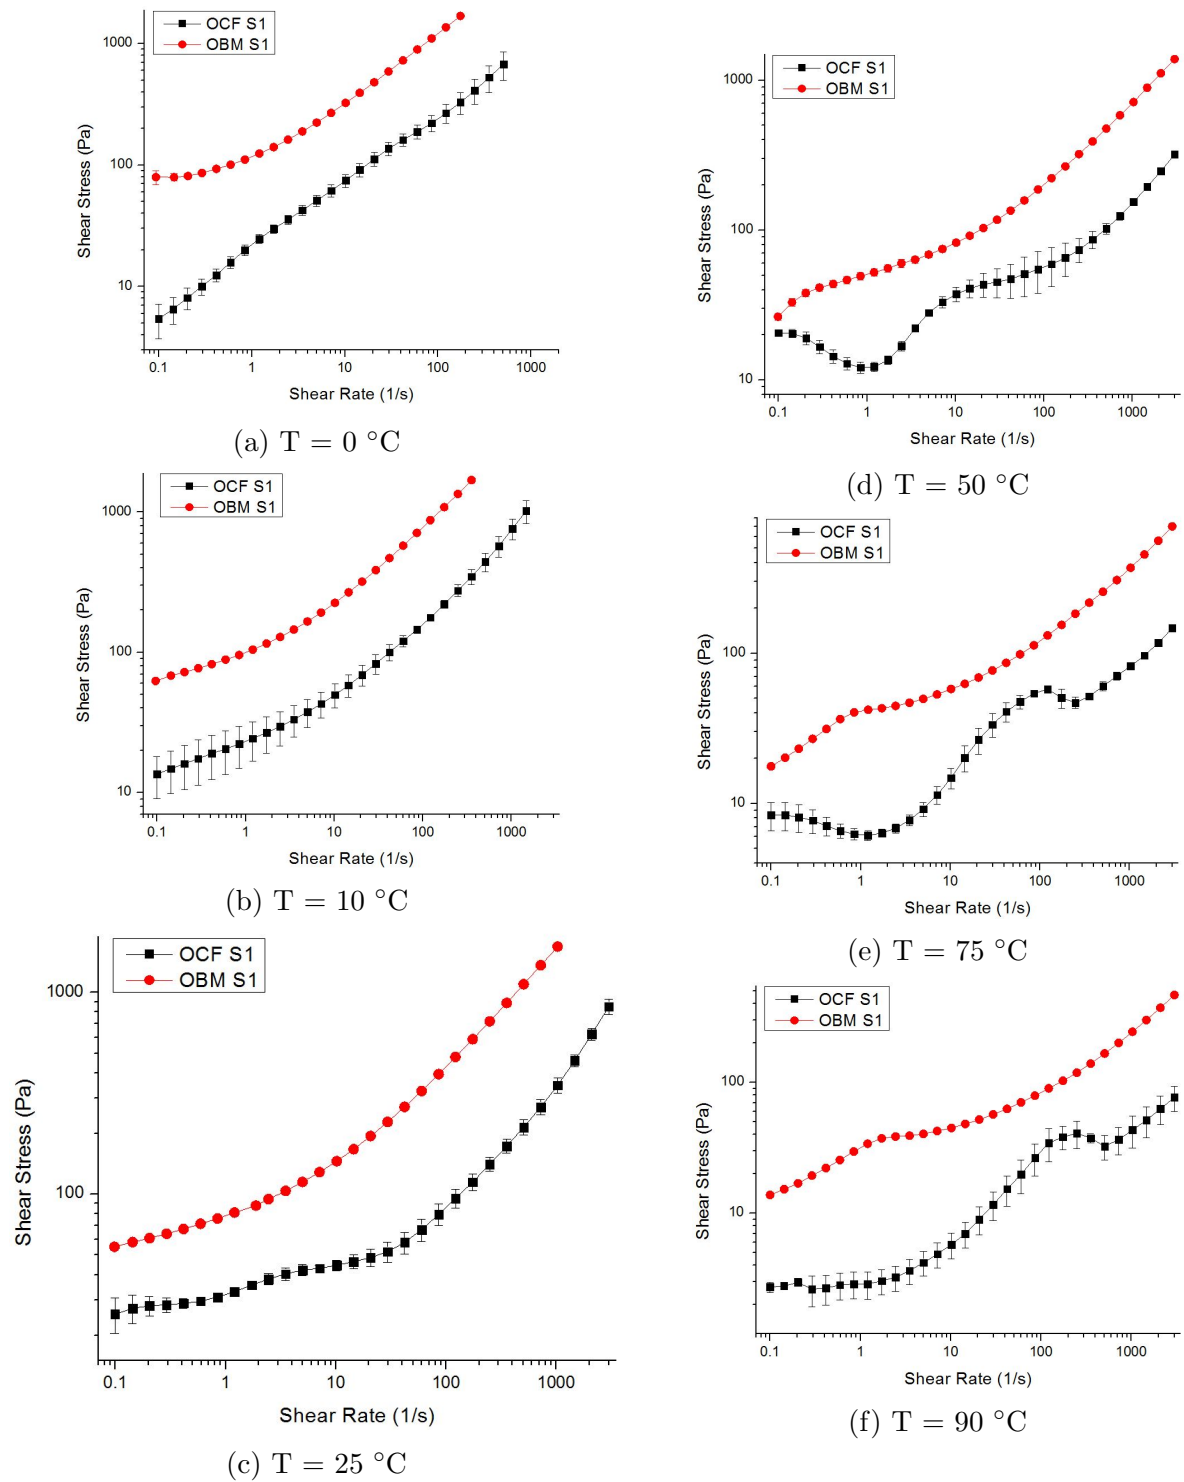 OCF S1
OBM S1
1000
100
10
Shear Stress (Pa)
0.1 1 10 100 1000
Shear Rate (1/s)
(a) T = 0 °C
OCF S1
OBM S1
1000
100
10
Shear Stress (Pa)
0.1 1 10 100 1000
Shear Rate (1/s)
(b) T = 10 °C
OCF S1
OBM S1
1000
100
Shear Stress (Pa)
0.1 1 10 100 1000
Shear Rate (1/s)
(c) T = 25 °C
OCF S1
OBM S1
1000
100
10
Shear Stress (Pa)
0.1 1 10 100 1000
Shear Rate (1/s)
(d) T = 50 °C
OCF S1
OBM S1
100
10
Shear Stress (Pa)
0.1 1 10 100 1000
Shear Rate (1/s)
(e) T = 75 °C
OCF S1
OBM S1
100
10
Shear Stress (Pa)
0.1 1 10 100 1000
Shear Rate (1/s)
(f) T = 90 °C